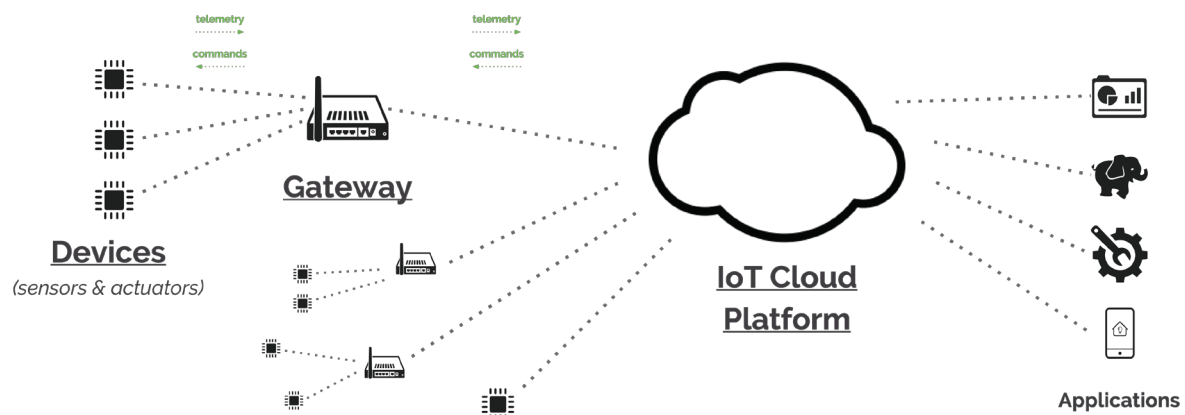 telemetry
telemetry
commands
commands
Gateway
Devices
(sensors & actuators)
IoT Cloud
Platform
Applications